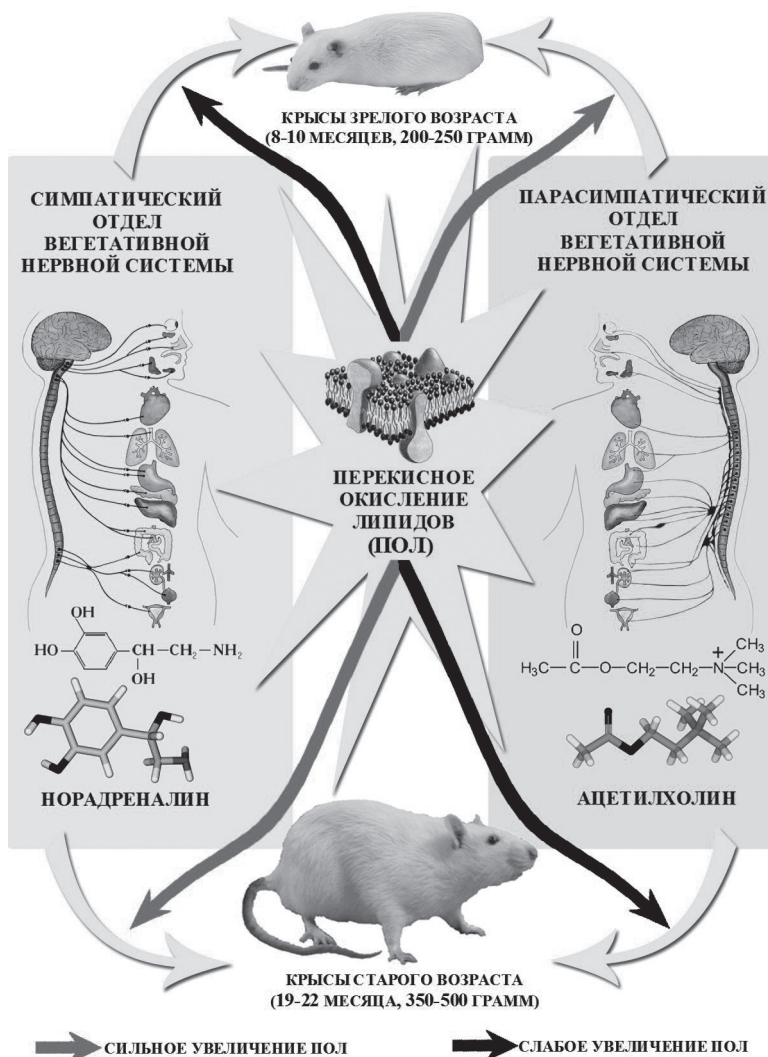 КРЫСЫ ЗРЕЛОГО ВОЗРАСТА
(8-10 МЕСЯЦЕВ, 200-250 ГРАММ)
СИМПАТИЧЕСКИЙ
ОТДЕЛ
ВЕГЕТАТИВНОЙ
НЕРВНОЙ СИСТЕМЫ
ПАРАСИМПАТИЧЕСКИЙ
ОТДЕЛ
ВЕГЕТАТИВНОЙ
НЕРВНОЙ СИСТЕМЫ
ПЕРЕКИСНОЕ
ОКИСЛЕНИЕ
ЛИПИДОВ
(ПОЛ)
OH
HO
CH—CH₂—NH₂
OH
НОРАДРЕНАЛИН
O
H₃C—C—O—CH₂—CH₂—N⁺—CH₃
CH₃
CH₃
АЦЕТИЛХОЛИН
КРЫСЫ СТАРОГО ВОЗРАСТА
(19-22 МЕСЯЦА, 350-500 ГРАММ)
СИЛЬНОЕ УВЕЛИЧЕНИЕ ПОЛ
СЛАБОЕ УВЕЛИЧЕНИЕ ПОЛ